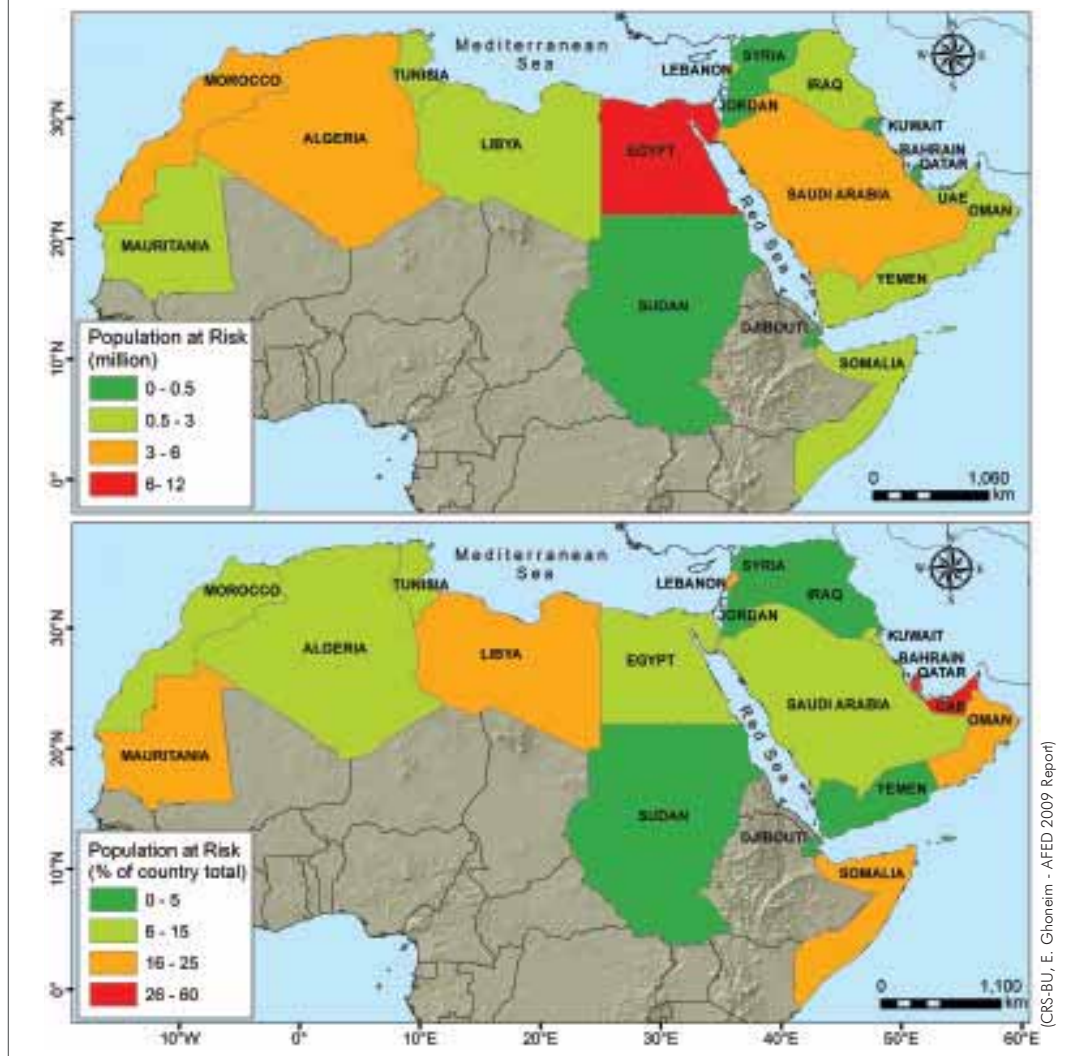 Mediterranean
Sea
W
E
S
SYRIA
LEBANON
MOROCCO
TUNISIA
IRAQ
JORDAN
30°N
ALGERIA
LIBYA
EGYPT
KUWAIT
BAHRAIN
QATAR
SAUDI ARABIA
UAE
OMAN
20°N
MAURITANIA
Red Sea
YEMEN
SUDAN
DJIBOUTI
SOMALIA
10°N
0°
Population at Risk
(million)
0 - 0.5
0.5 - 3
3 - 6
6- 12
0 1,060
km
Mediterranean
Sea
W
E
S
SYRIA
LEBANON
MOROCCO
TUNISIA
IRAQ
JORDAN
30°N
ALGERIA
LIBYA
EGYPT
KUWAIT
BAHRAIN
QATAR
SAUDI ARABIA
UAE
OMAN
20°N
MAURITANIA
Red Sea
YEMEN
SUDAN
DJIBOUTI
SOMALIA
10°N
0°
Population at Risk
(% of country total)
0 - 5
6 - 15
16 - 25
26 - 60
0 1,100
km
10°W 0° 10°E 20°E 30°E 40°E 50°E 60°E
(CRS-BU, E. Ghoneim - AFED 2009 Report)